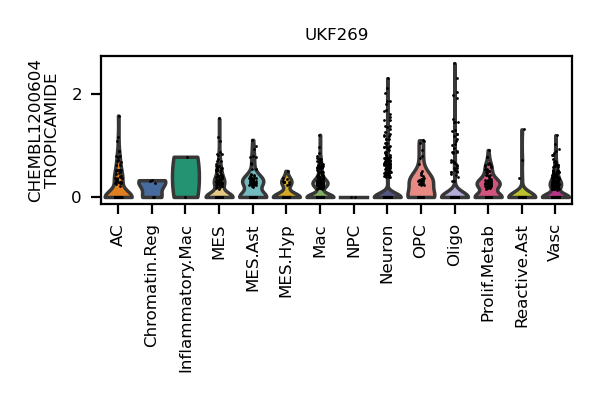 UKF269
CHEMBL1200604
TROPICAMIDE
2
0
AC
Chromatin.Reg
Inflammatory.Mac
MES
MES.Ast
MES.Hyp
Mac
NPC
Neuron
OPC
Oligo
Prolif.Metab
Reactive.Ast
Vasc